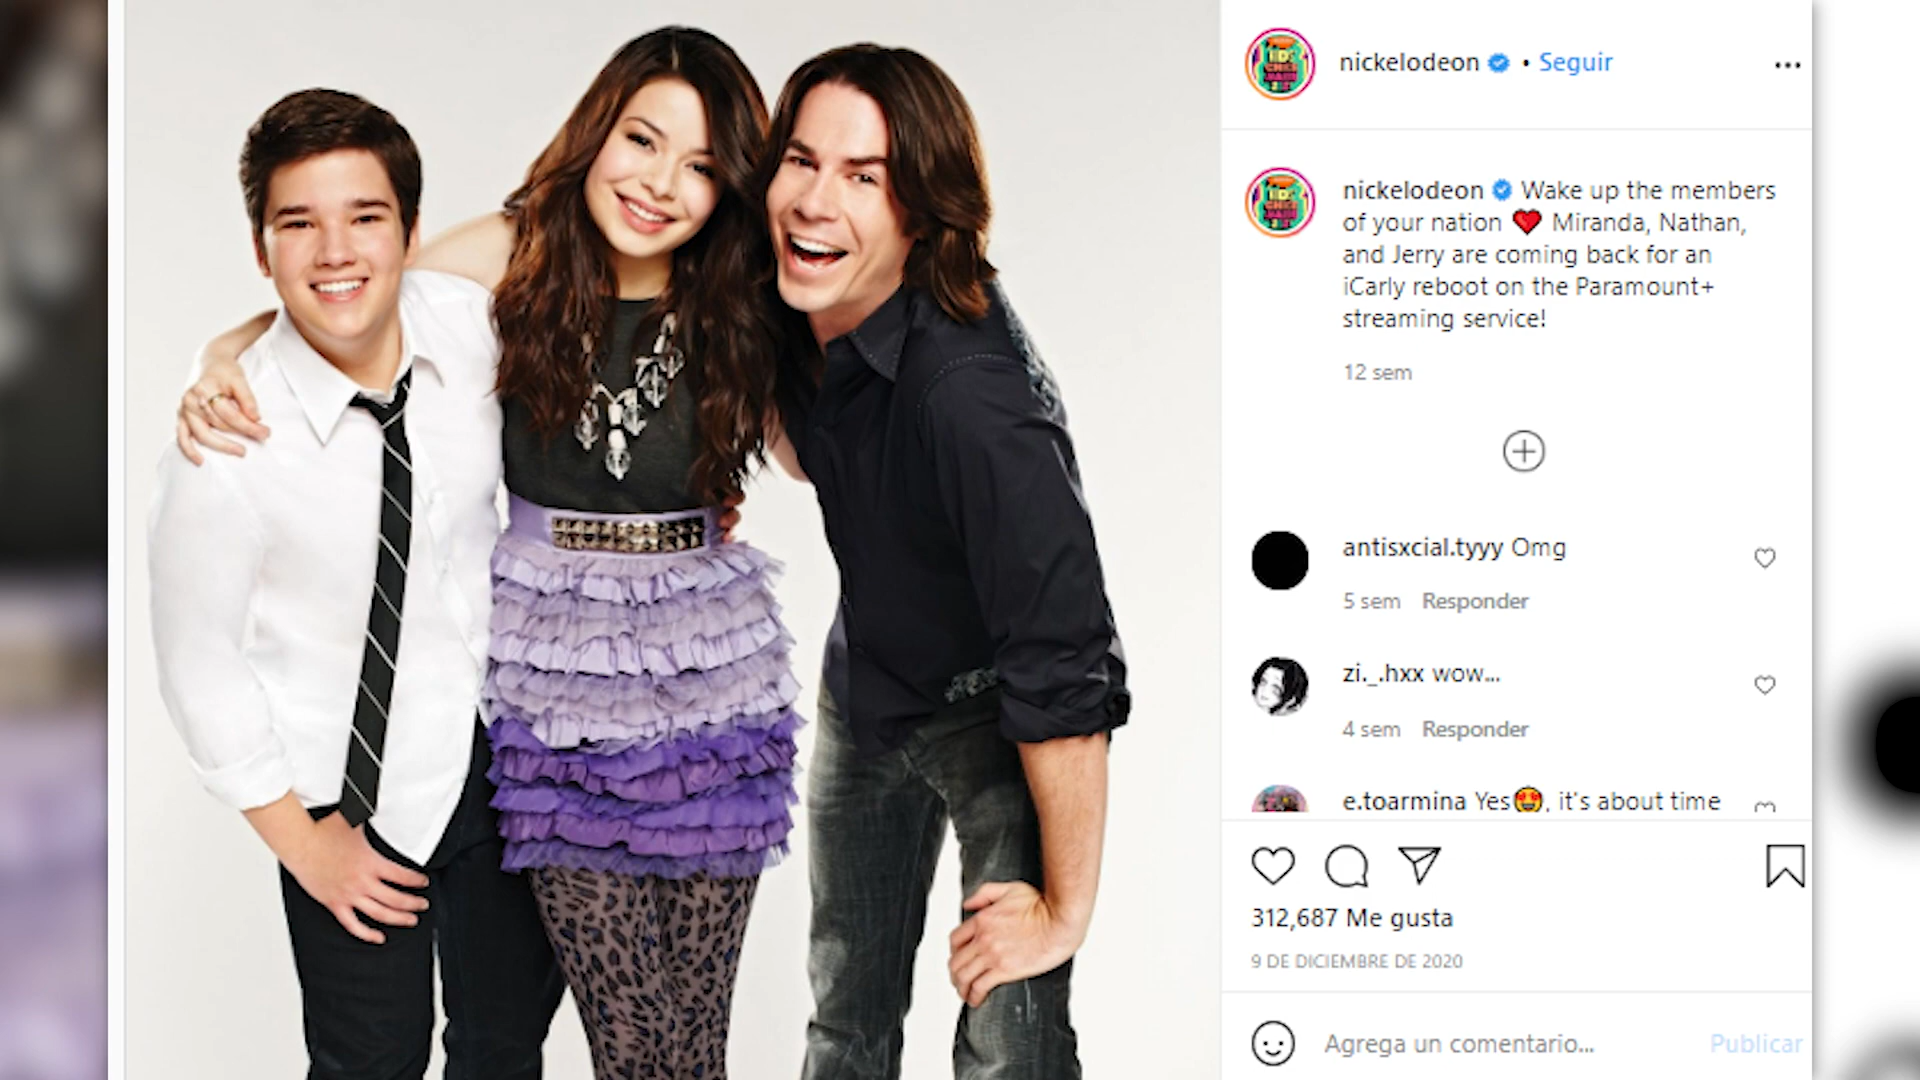 nickelodeon • Seguir
nickelodeon Wake up the members
of your nation ❤️ Miranda, Nathan,
and Jerry are coming back for an
iCarly reboot on the Paramount+
streaming service!
12 sem
antisxcial.tyyy Omg
5 sem Responder
zi._.hxx wow...
4 sem Responder
e.toarmina Yes😍, it's about time
312,687 Me gusta
9 DE DICIEMBRE DE 2020
Agrega un comentario...
Publicar